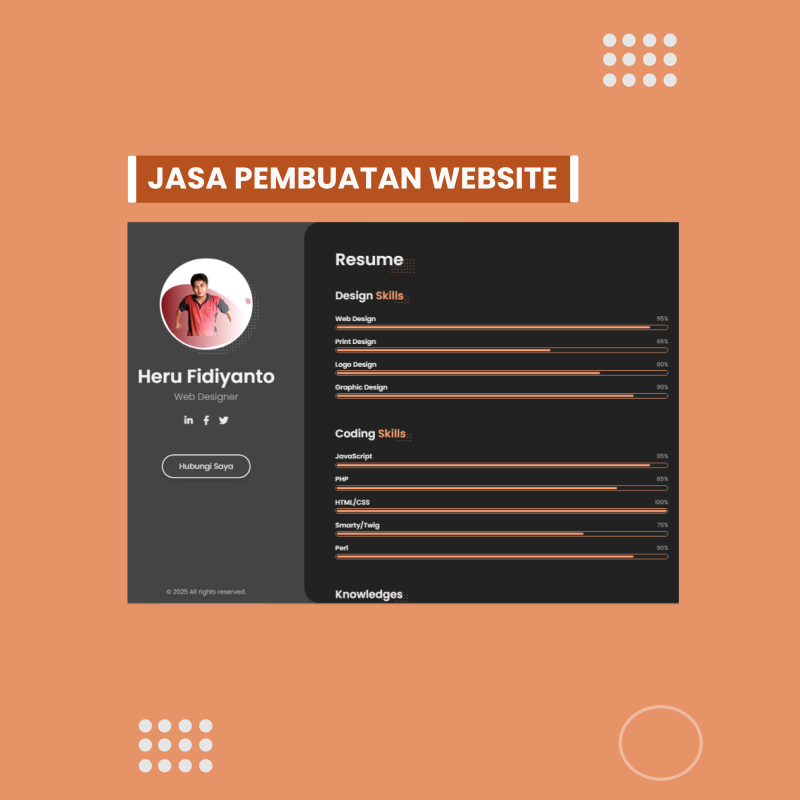 JASA PEMBUATAN WEBSITE
Heru Fidiyanto
Web Designer
Hubungi Saya
© 2025 All rights reserved.
Resume
Design Skills
Web Design 95%
Print Design 65%
Logo Design 80%
Graphic Design 90%
Coding Skills
JavaScript 95%
PHP 85%
HTML/CSS 100%
Smarty/Twig 75%
Perl 90%
Knowledges